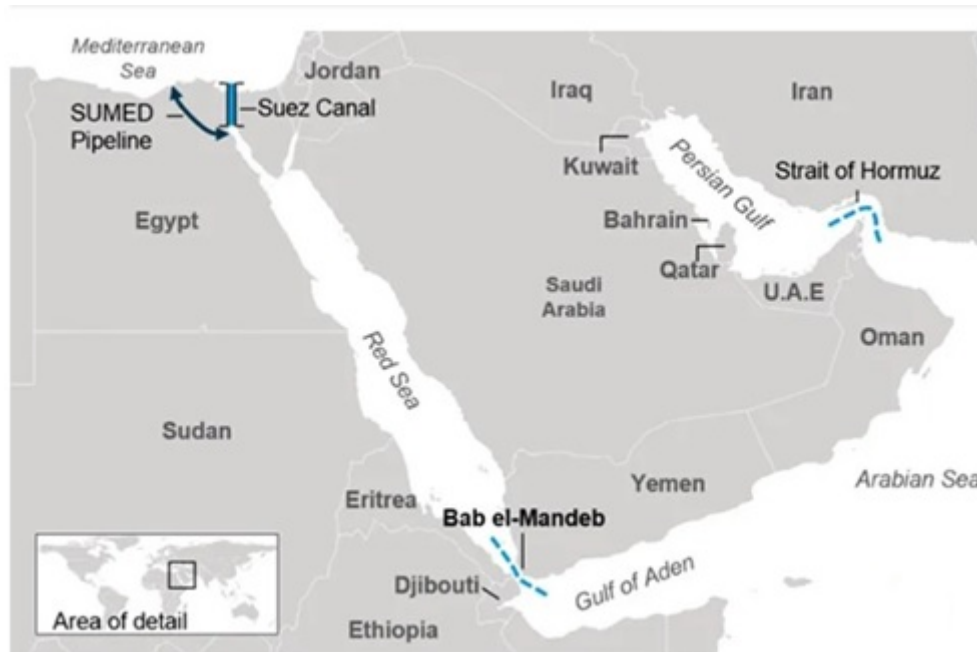 Mediterranean
Sea
Jordan
Iraq
Iran
SUMED
Pipeline
Suez Canal
Kuwait
Persian Gulf
Strait of Hormuz
Egypt
Bahrain
Qatar
Saudi
Arabia
U.A.E
Oman
Red Sea
Sudan
Eritrea
Yemen
Arabian Sea
Bab el-Mandeb
Djibouti
Gulf of Aden
Area of detail
Ethiopia